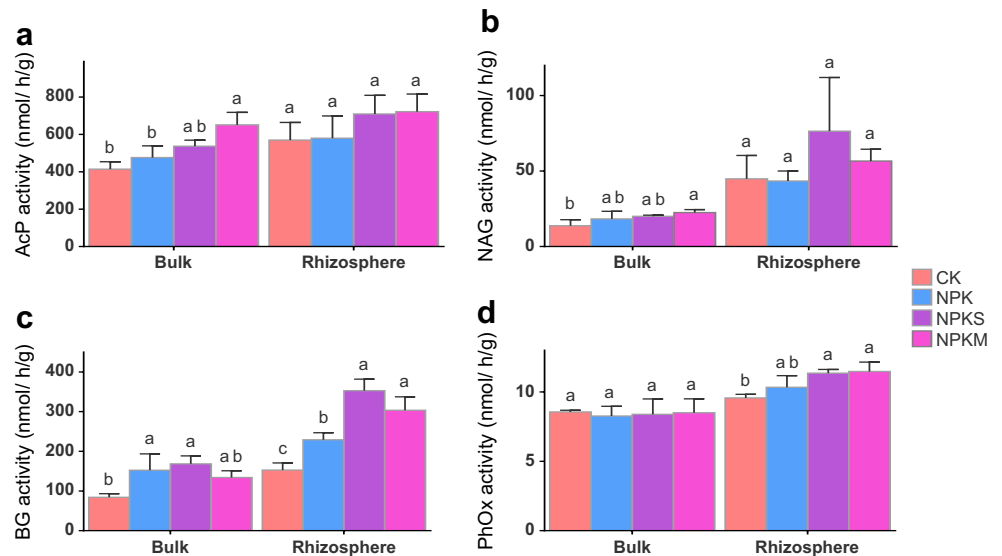 a
AcP activity (nmol/ h/g)
800
600
400
200
0
b
b
a b
a
a
a
a
a
Bulk
Rhizosphere
b
NAG activity (nmol/ h/g)
100
50
0
b
a b
a b
a
a
a
a
a
Bulk
Rhizosphere
c
BG activity (nmol/ h/g)
400
300
200
100
0
b
a
a
a b
c
b
a
a
Bulk
Rhizosphere
d
PhOx activity (nmol/ h/g)
10
5
0
a
a
a
a
b
a b
a
a
Bulk
Rhizosphere
CK
NPK
NPKS
NPKM